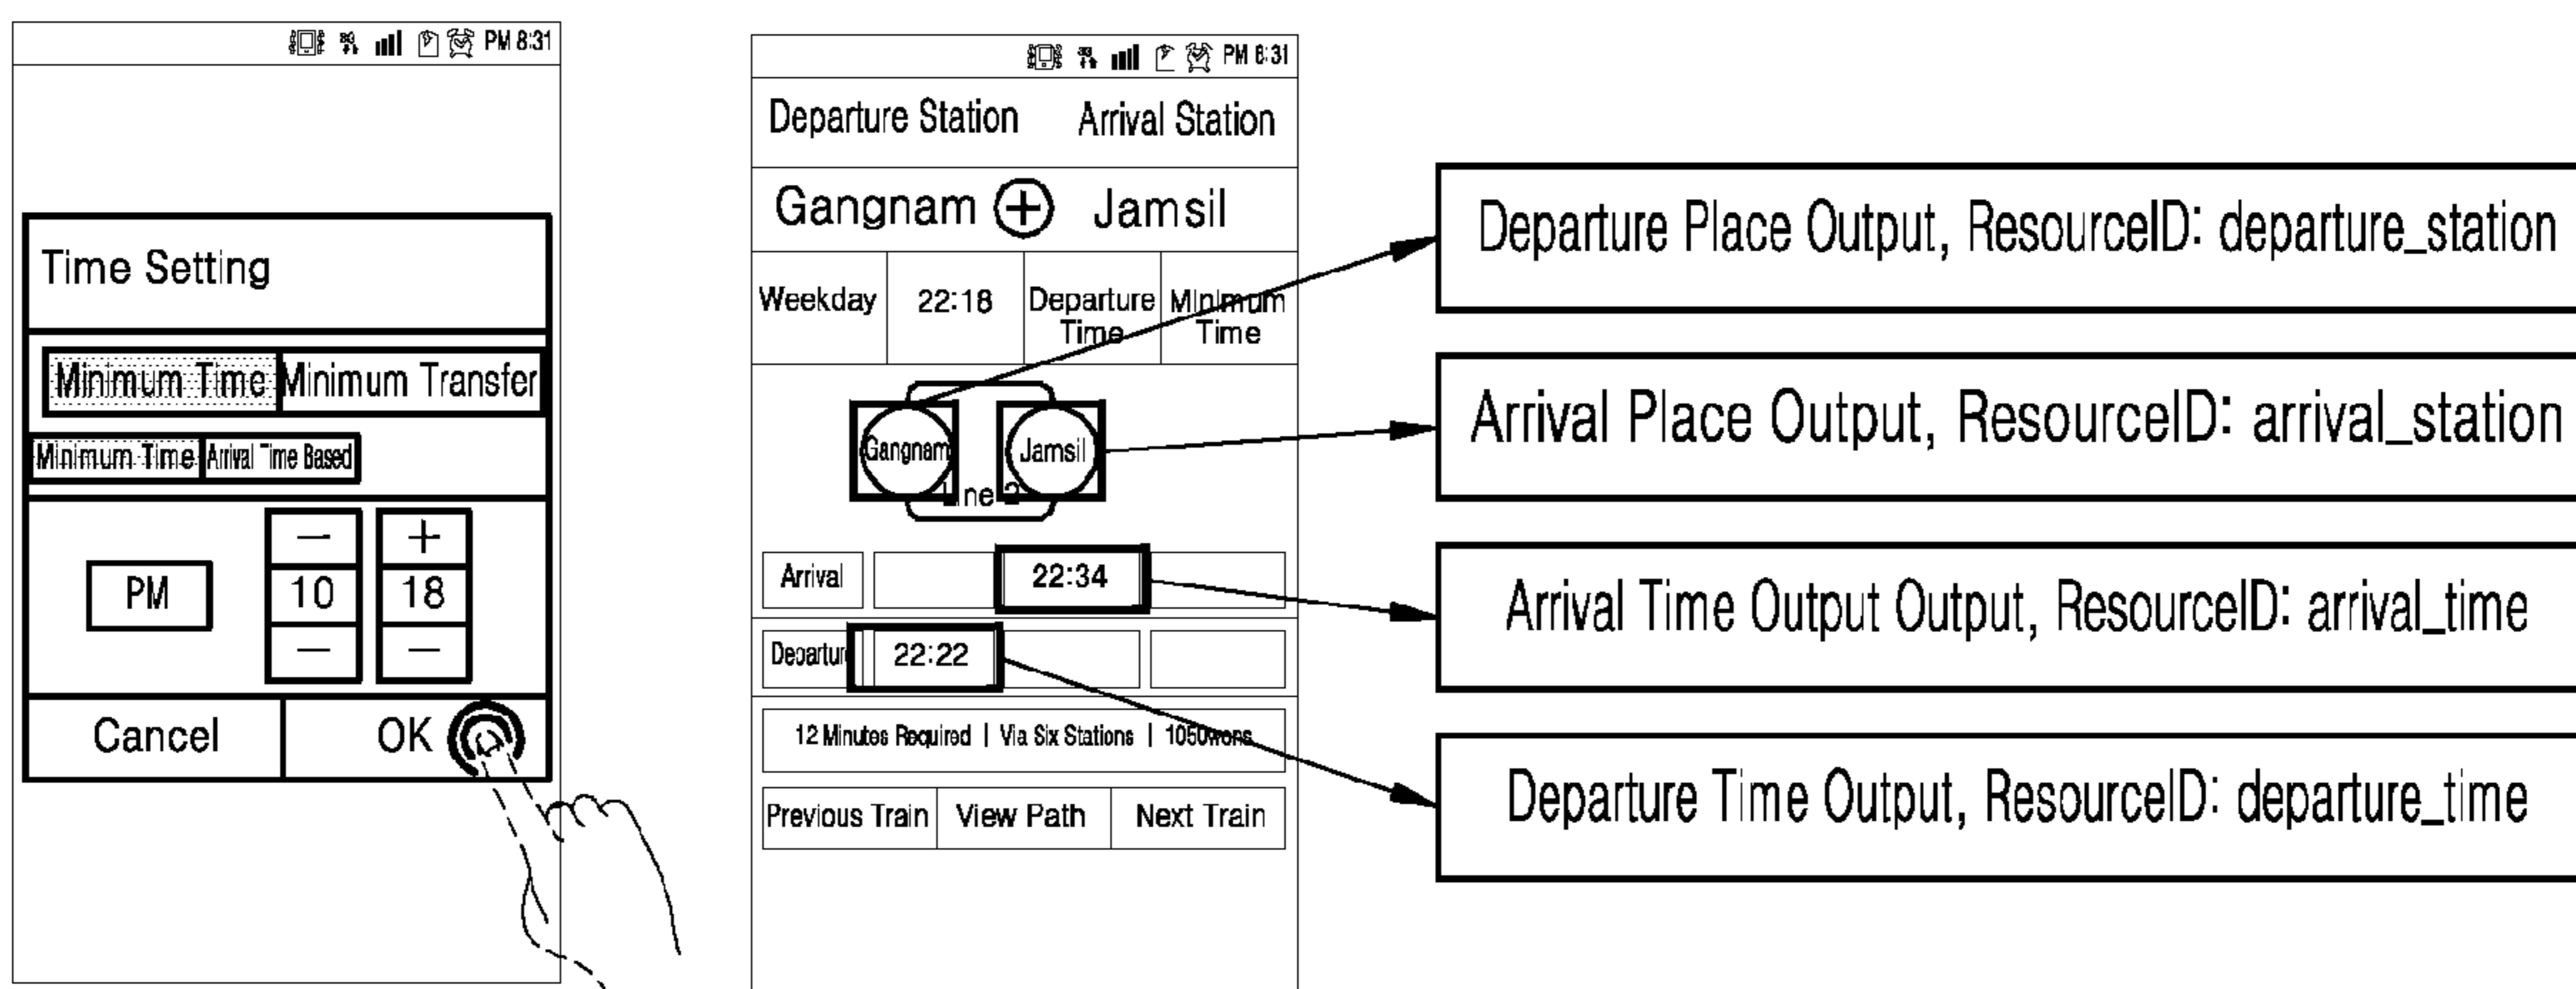 PM 8:31
Time Setting
Minimum Time Minimum Transfer
Minimum Time Arrival Time Based
— +
PM 10 18
— —
Cancel OK
PM 8:31
Departure Station Arrival Station
Gangnam + Jamsil
Weekday 22:18 Departure Time Minimum Time
Gangnam Jamsil
Line 2
Arrival 22:34
Departure 22:22
12 Minutes Required | Via Six Stations | 1050wons
Previous Train View Path Next Train
Departure Place Output, ResourceID: departure_station
Arrival Place Output, ResourceID: arrival_station
Arrival Time Output Output, ResourceID: arrival_time
Departure Time Output, ResourceID: departure_time